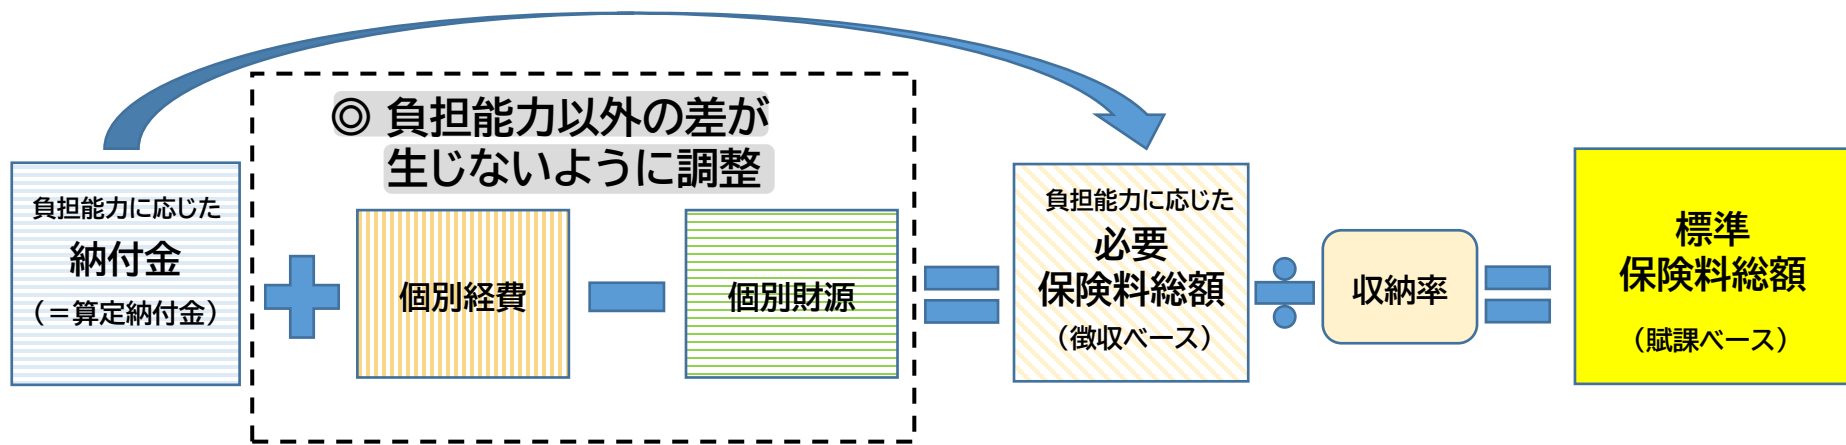 ◎ 負担能力以外の差が
生じないように調整
負担能力に応じた
納付金
（＝算定納付金）
個別経費
個別財源
負担能力に応じた
必要
保険料総額
（徴収ベース）
収納率
標準
保険料総額
（賦課ベース）